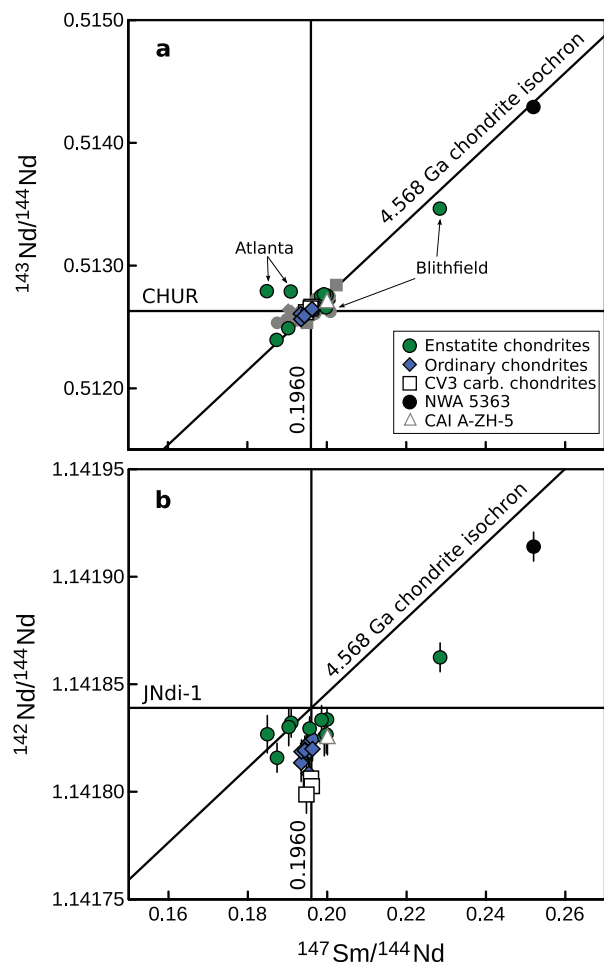 0.5150
a
0.5140
4.568 Ga chondrite isochron
143Nd/144Nd
Atlanta
0.5130
Blithfield
CHUR
Enstatite chondrites
Ordinary chondrites
CV3 carb. chondrites
NWA 5363
CAI A-ZH-5
0.5120
0.1960
1.14195
b
4.568 Ga chondrite isochron
1.14190
142Nd/144Nd
1.14185
JNdi-1
1.14180
0.1960
1.14175
0.16 0.18 0.20 0.22 0.24 0.26
147Sm/144Nd